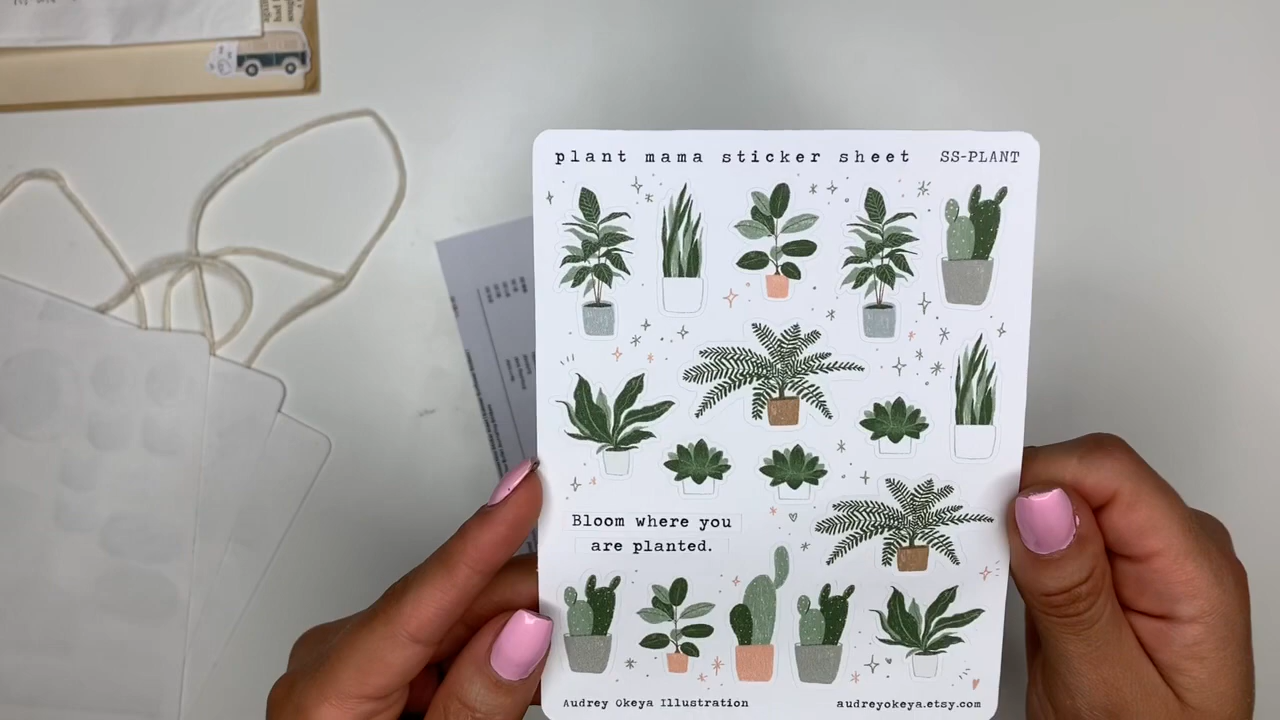 plant mama sticker sheet SS-PLANT
Bloom where you
are planted.
Audrey Okeya Illustration audreyokeya.etsy.com